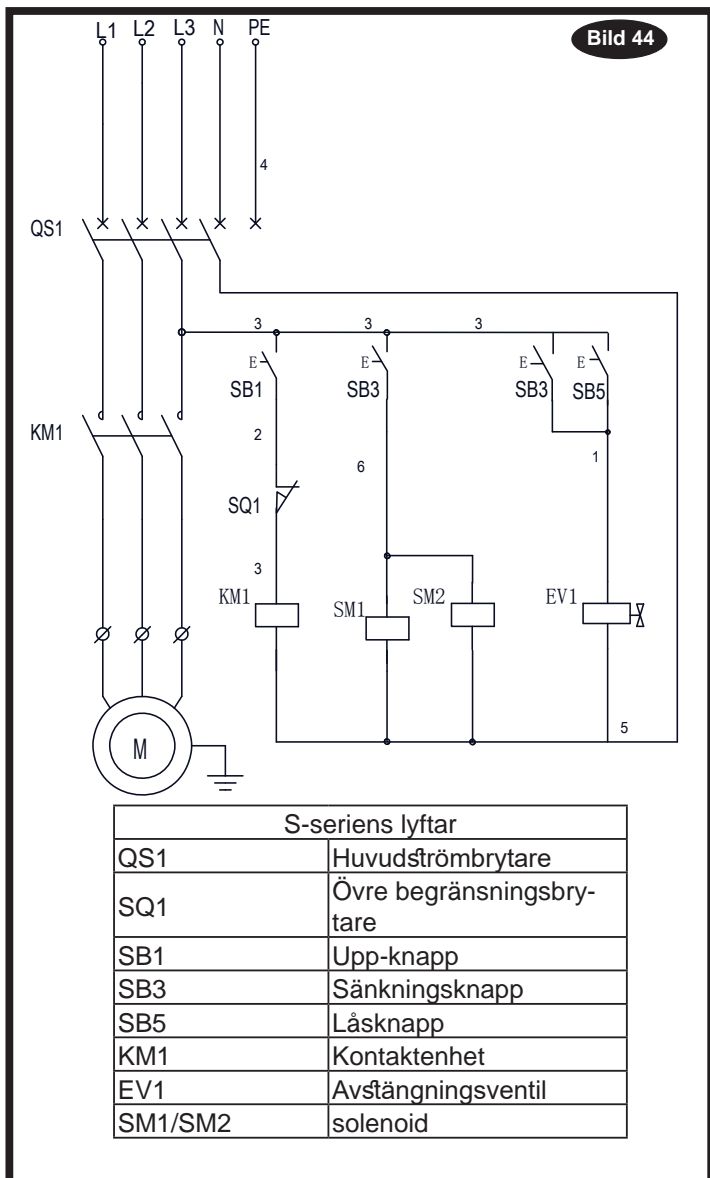 L1 L2 L3 N PE
Bild 44
4
QS1
3 3 3
E E E E
SB1 SB3 SB3 SB5
KM1
2
6
1
SQ1
3
KM1 SM1 SM2 EV1
5
M
S-seriens lyftar
QS1 Huvudströmbrytare
SQ1 Övre begränsningsbry-
tare
SB1 Upp-knapp
SB3 Sänkningsknapp
SB5 Låsknapp
KM1 Kontaktenhet
EV1 Avstängningsventil
SM1/SM2 solenoid